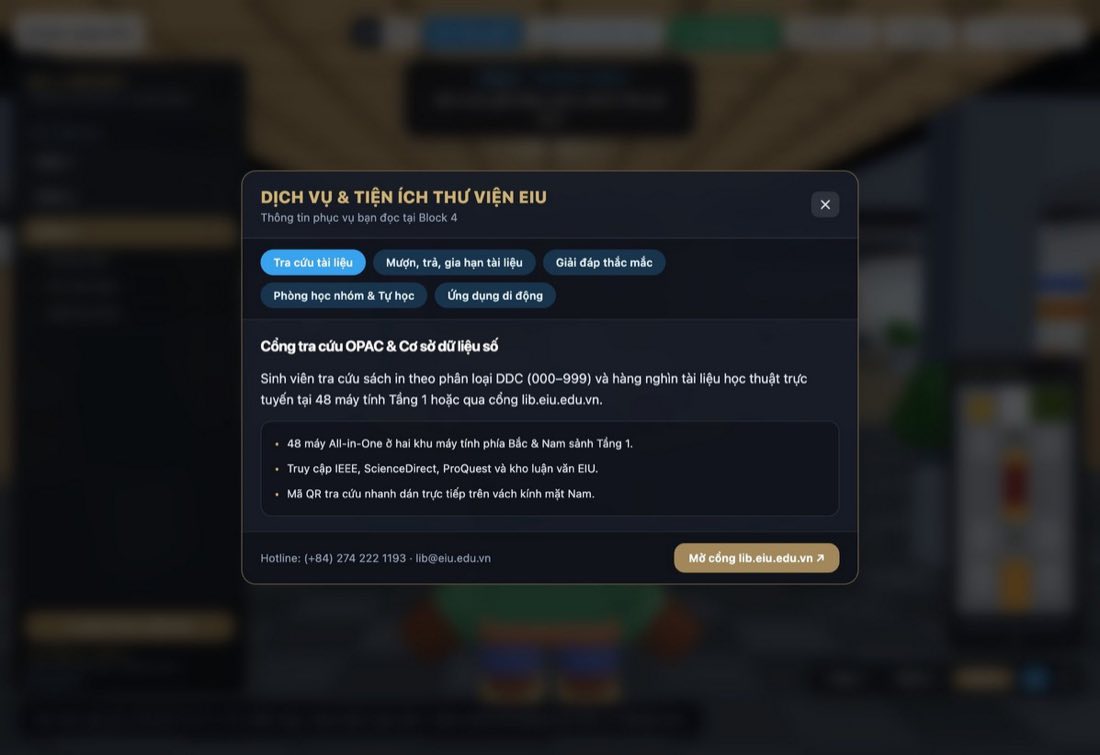 DỊCH VỤ & TIỆN ÍCH THƯ VIỆN EIU
Thông tin phục vụ bạn đọc tại Block 4
Tra cứu tài liệu
Mượn, trả, gia hạn tài liệu
Giải đáp thắc mắc
Phòng học nhóm & Tự học
Ứng dụng di động
Cổng tra cứu OPAC & Cơ sở dữ liệu số
Sinh viên tra cứu sách in theo phân loại DDC (000–999) và hàng nghìn tài liệu học thuật trực
tuyến tại 48 máy tính Tầng 1 hoặc qua cổng lib.eiu.edu.vn.
• 48 máy All-in-One ở hai khu máy tính phía Bắc & Nam sảnh Tầng 1.
• Truy cập IEEE, ScienceDirect, ProQuest và kho luận văn EIU.
• Mã QR tra cứu nhanh dán trực tiếp trên vách kính mặt Nam.
Hotline: (+84) 274 222 1193 · lib@eiu.edu.vn
Mở cổng lib.eiu.edu.vn ↗